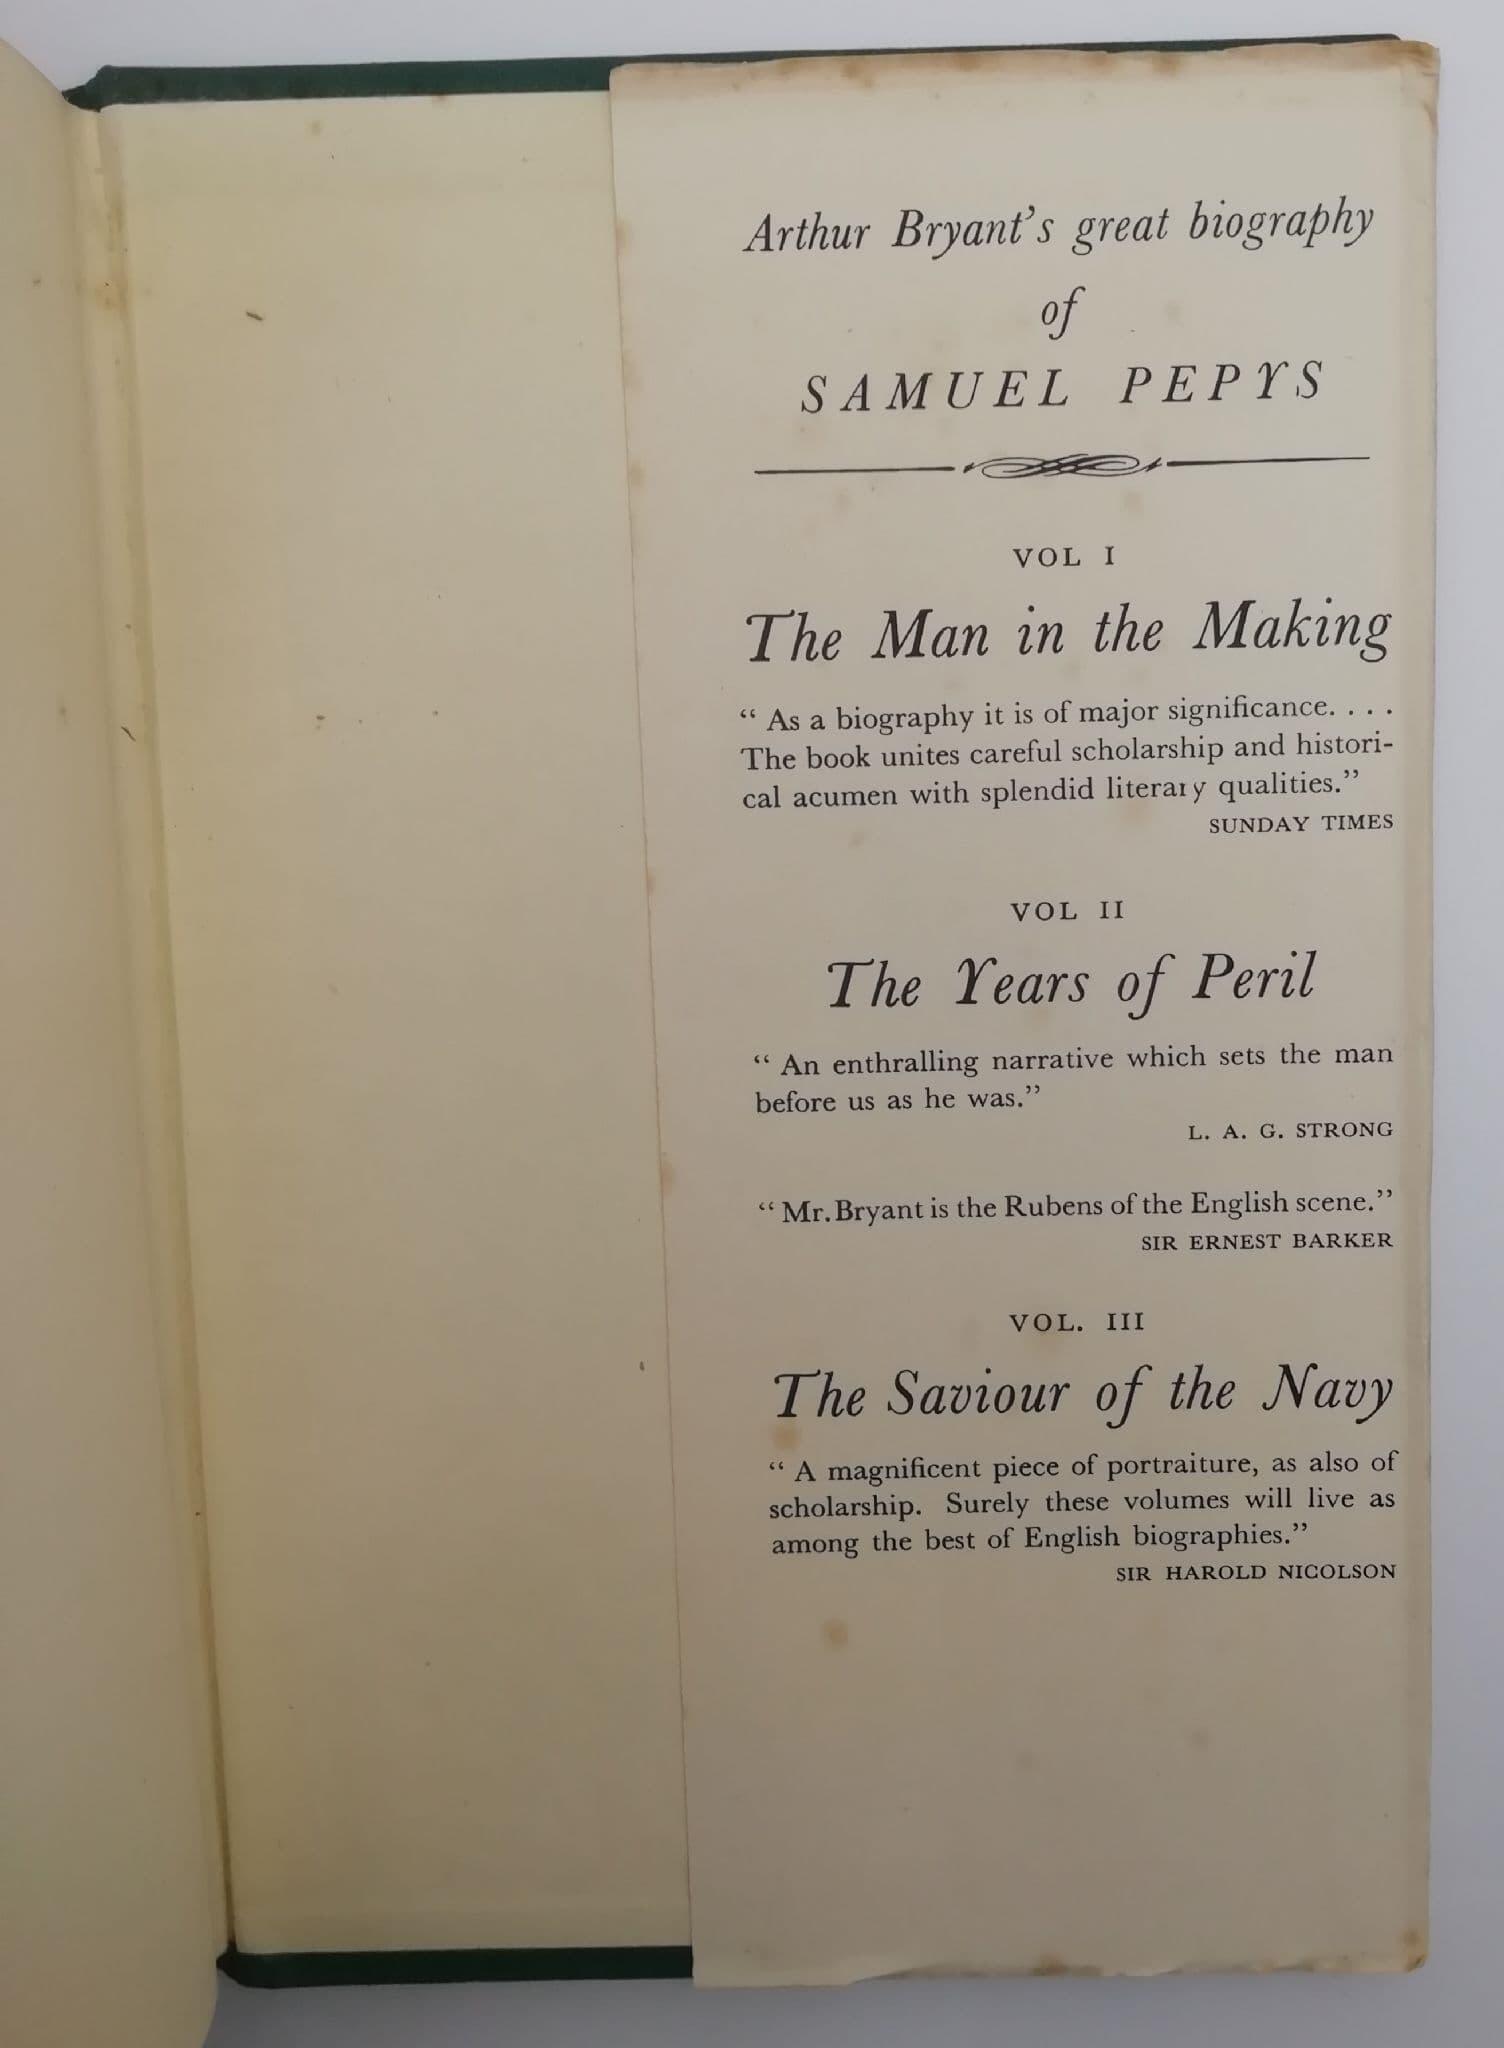 Arthur Bryant's great biography
of
SAMUEL PEPYS
VOL I
The Man in the Making
“ As a biography it is of major significance. . . .
The book unites careful scholarship and histori-
cal acumen with splendid literary qualities.”
SUNDAY TIMES
VOL II
The Years of Peril
“ An enthralling narrative which sets the man
before us as he was.”
L. A. G. STRONG
“ Mr. Bryant is the Rubens of the English scene.”
SIR ERNEST BARKER
VOL. III
The Saviour of the Navy
“ A magnificent piece of portraiture, as also of
scholarship. Surely these volumes will live as
among the best of English biographies.”
SIR HAROLD NICOLSON